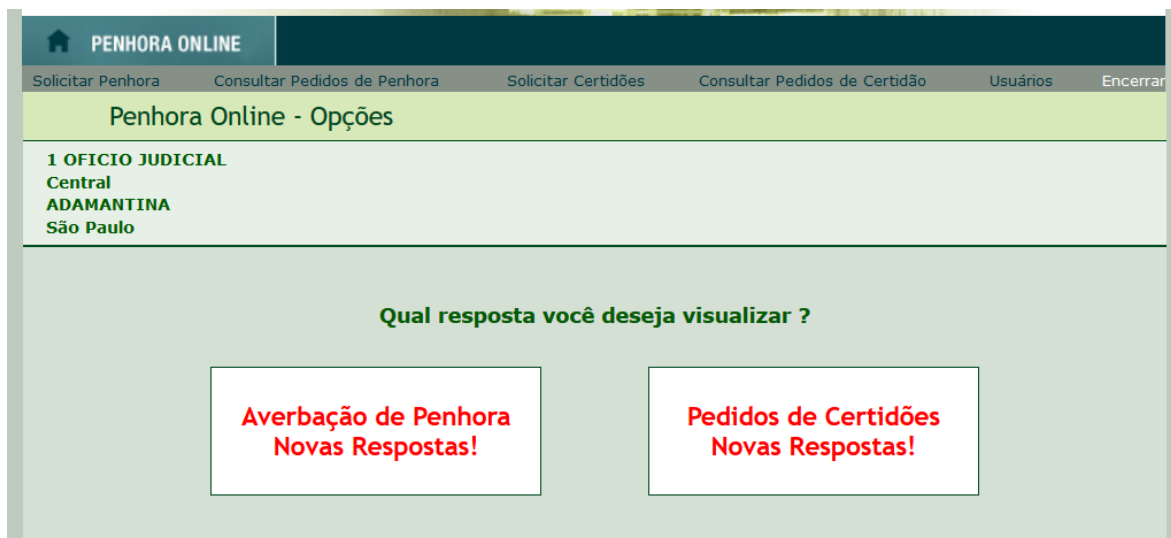 PENHORA ONLINE
Solicitar Penhora Consultar Pedidos de Penhora Solicitar Certidões Consultar Pedidos de Certidão Usuários Encerrar
Penhora Online - Opções
1 OFICIO JUDICIAL
Central
ADAMANTINA
São Paulo
Qual resposta você deseja visualizar ?
Averbação de Penhora
Novas Respostas!
Pedidos de Certidões
Novas Respostas!